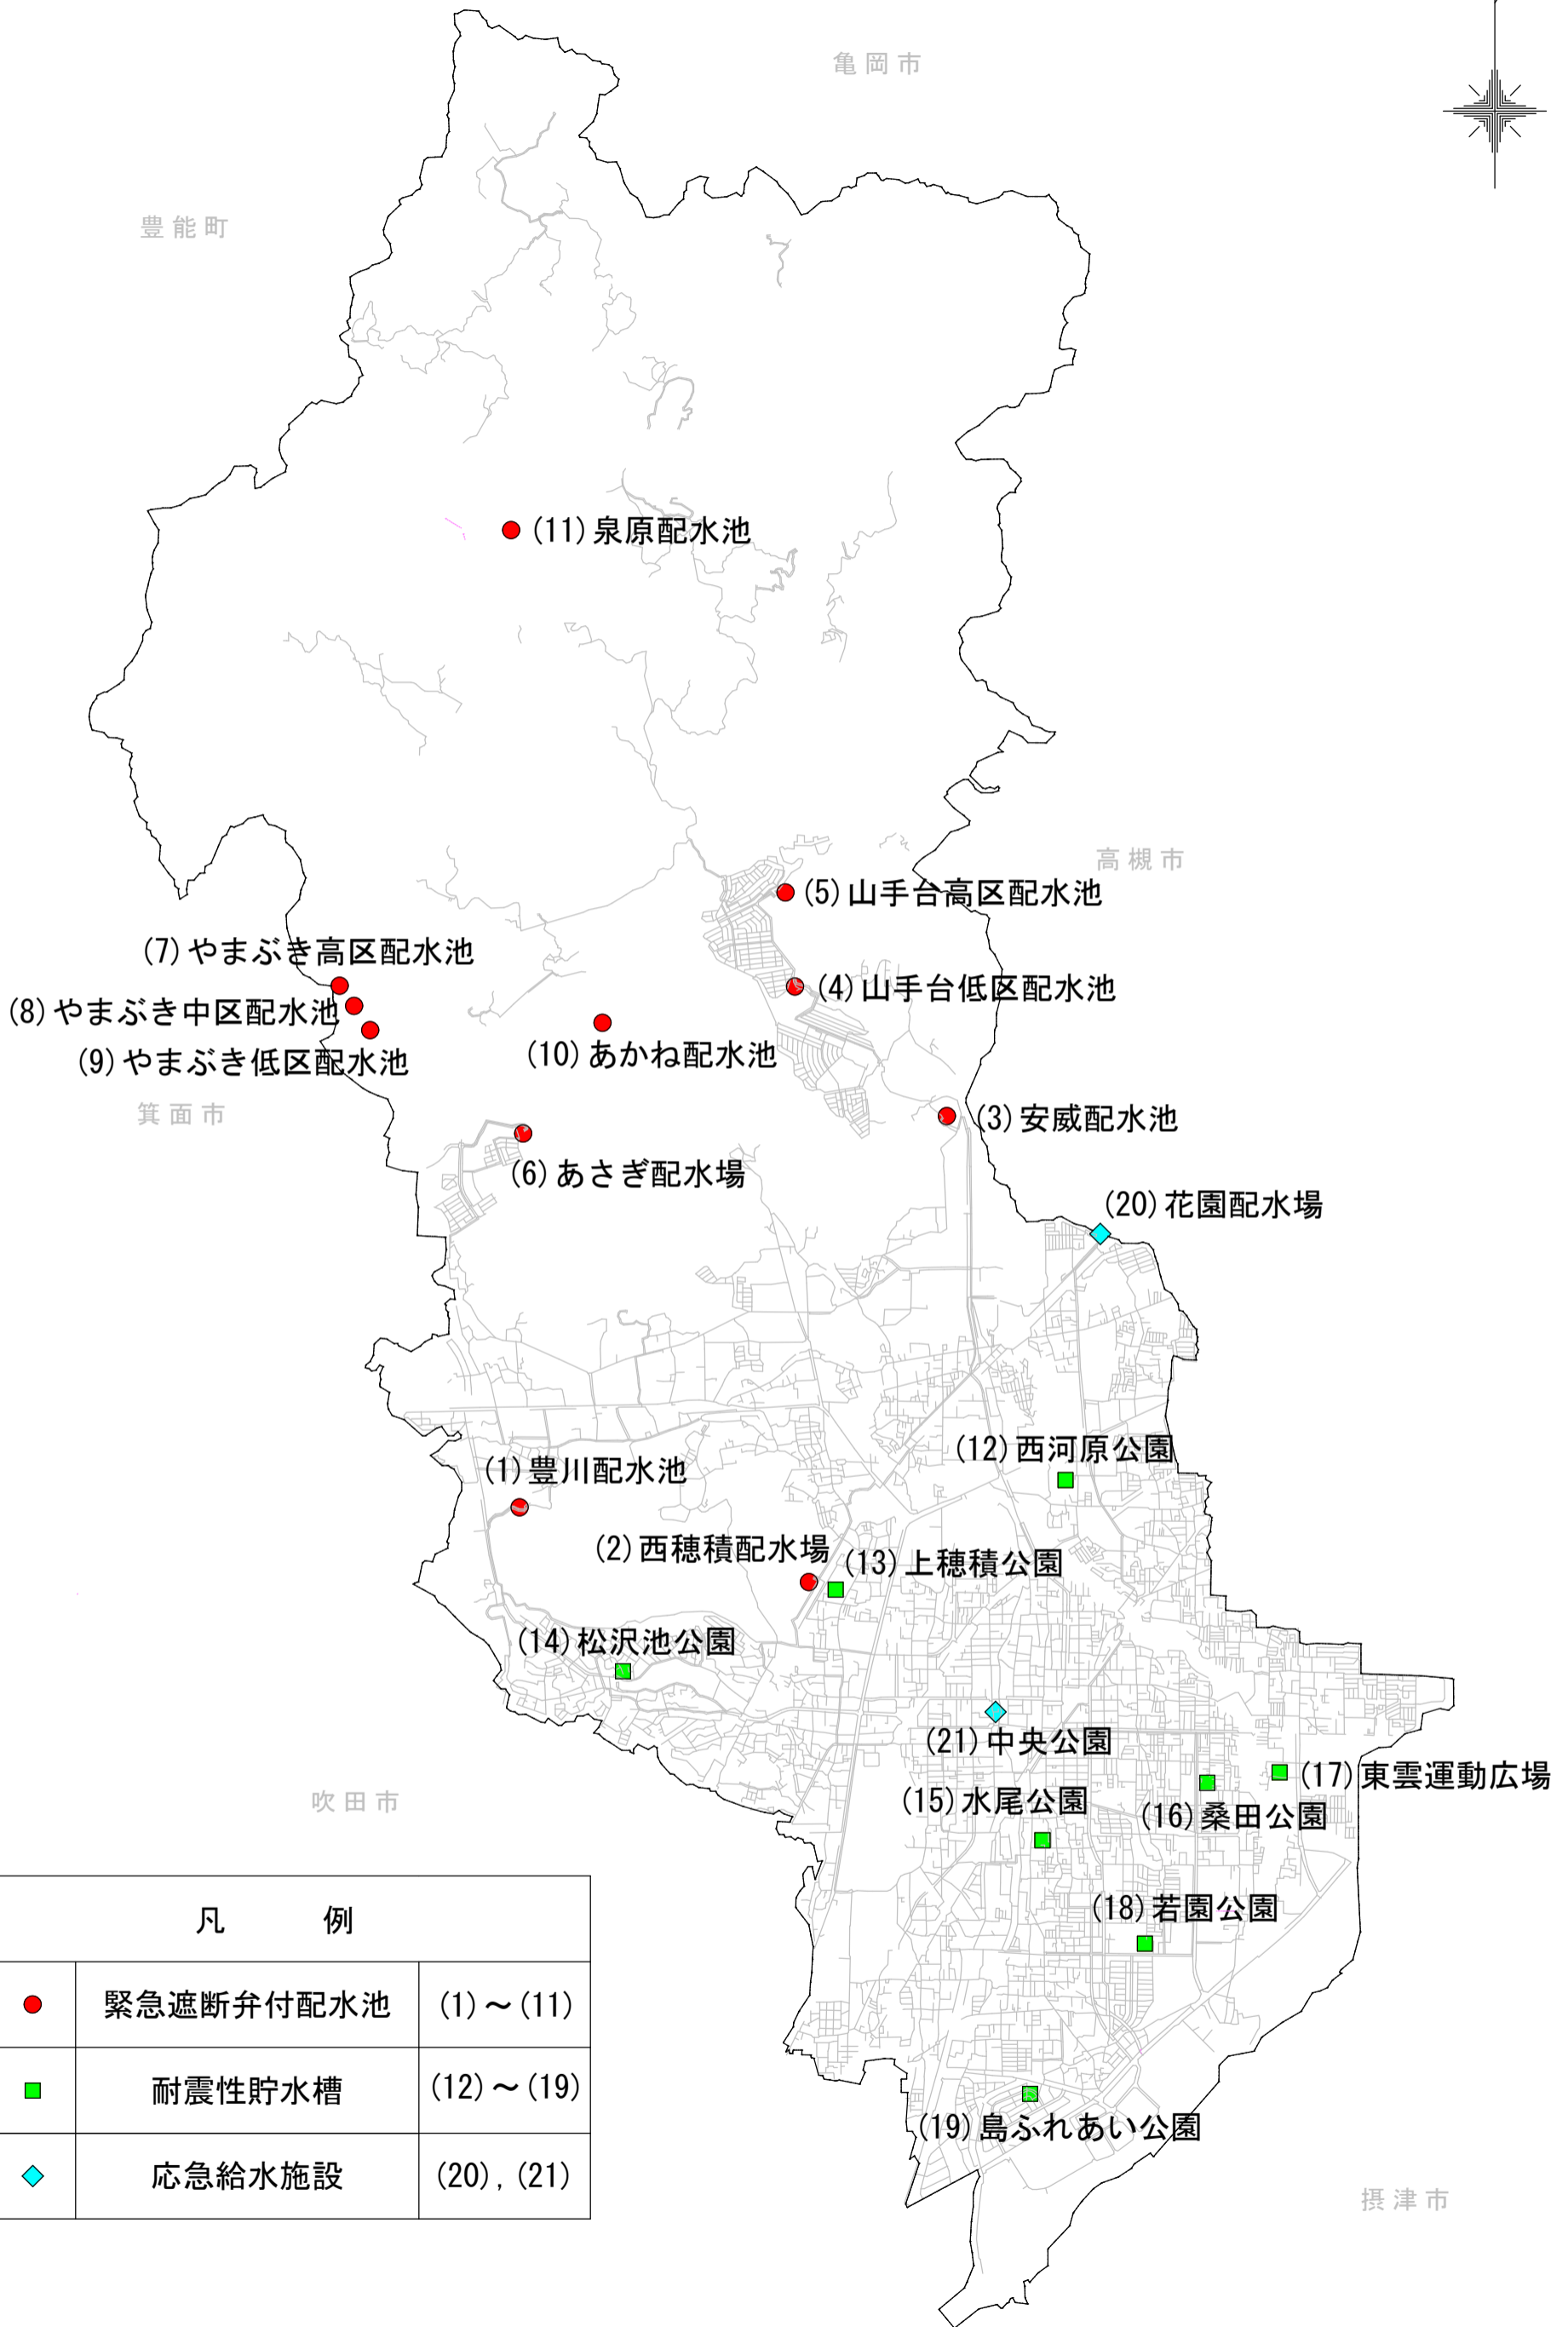 亀岡市
豊能町
(11)泉原配水池
高槻市
(5)山手台高区配水池
(7)やまぶき高区配水池
(4)山手台低区配水池
(8)やまぶき中区配水池
(10)あかね配水池
(9)やまぶき低区配水池
箕面市
(3)安威配水池
(6)あさぎ配水場
(20)花園配水場
(12)西河原公園
(1)豊川配水池
(2)西穂積配水場
(13)上穂積公園
(14)松沢池公園
(21)中央公園
(17)東雲運動広場
吹田市
(15)水尾公園
(16)桑田公園
(18)若園公園
凡 例
緊急遮断弁付配水池 (1)～(11)
耐震性貯水槽 (12)～(19)
応急給水施設 (20),(21)
(19)島ふれあい公園
摂津市